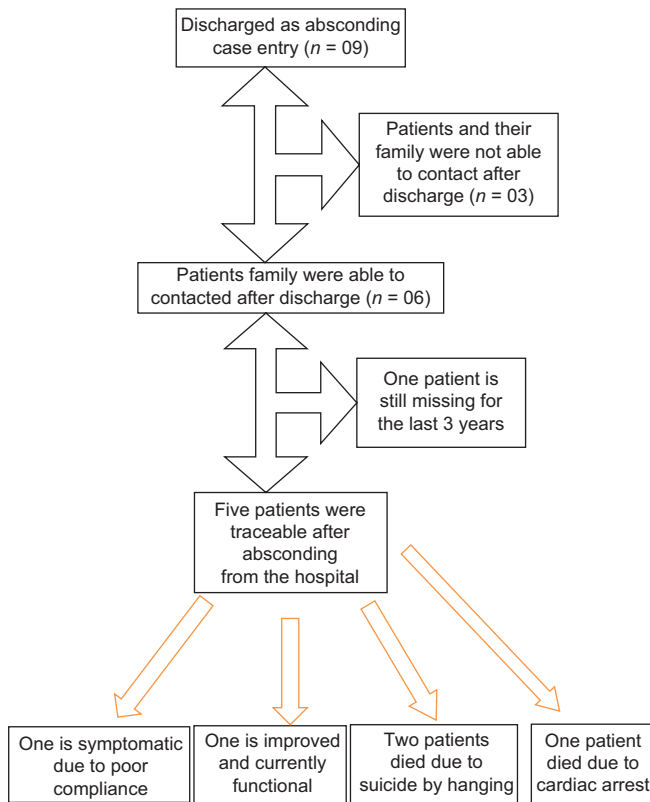 Discharged as absconding
case entry (n = 09)
Patients and their
family were not able
to contact after
discharge (n = 03)
Patients family were able to
contacted after discharge (n = 06)
One patient is
still missing for
the last 3 years
Five patients were
traceable after
absconding
from the hospital
One is symptomatic
due to poor
compliance
One is improved
and currently
functional
Two patients
died due to
suicide by hanging
One patient
died due to
cardiac arrest